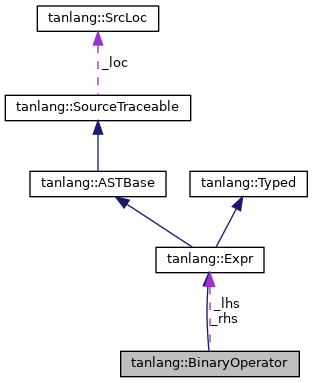 tanlang::SrcLoc
_loc
tanlang::SourceTraceable
tanlang::ASTBase
tanlang::Typed
tanlang::Expr
_lhs
_rhs
tanlang::BinaryOperator